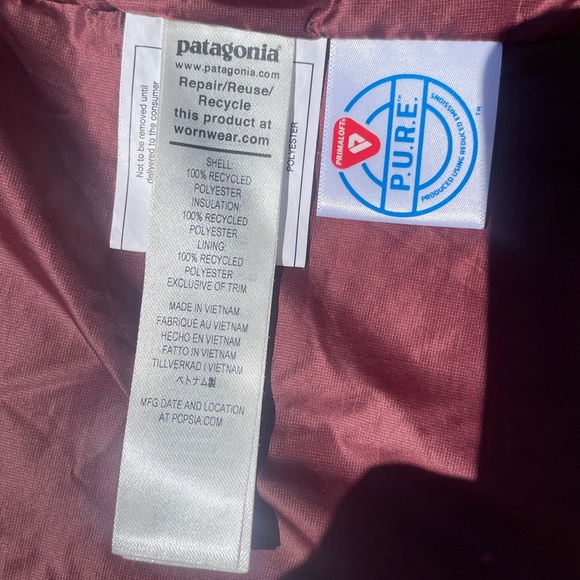 patagonia®
www.patagonia.com
Repair/Reuse/
Recycle
this product at
wornwear.com
SHELL:
100% RECYCLED
POLYESTER
INSULATION:
100% RECYCLED
POLYESTER
LINING:
100% RECYCLED
POLYESTER
EXCLUSIVE OF TRIM
MADE IN VIETNAM
FABRIQUÉ AU VIETNAM
HECHO EN VIETNAM
FATTO IN VIETNAM
TILLVERKAD I VIETNAM
ベトナム製
MFG DATE AND LOCATION
AT PCPSIA.COM
Not to be removed until
delivered to the consumer
POLYESTER
PRIMALOFT®
P.U.R.E.™
PRODUCED USING REDUCED EMISSIONS
™